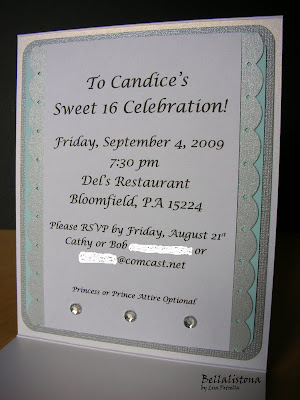 To Candice's
Sweet 16 Celebration!
Friday, September 4, 2009
7:30 pm
Del's Restaurant
Bloomfield, PA 15224
Please RSVP by Friday, August 21st
Cathy or Bob or
@comcast.net
Princess or Prince Attire Optional
Bellalistona
by Lisa Petrella